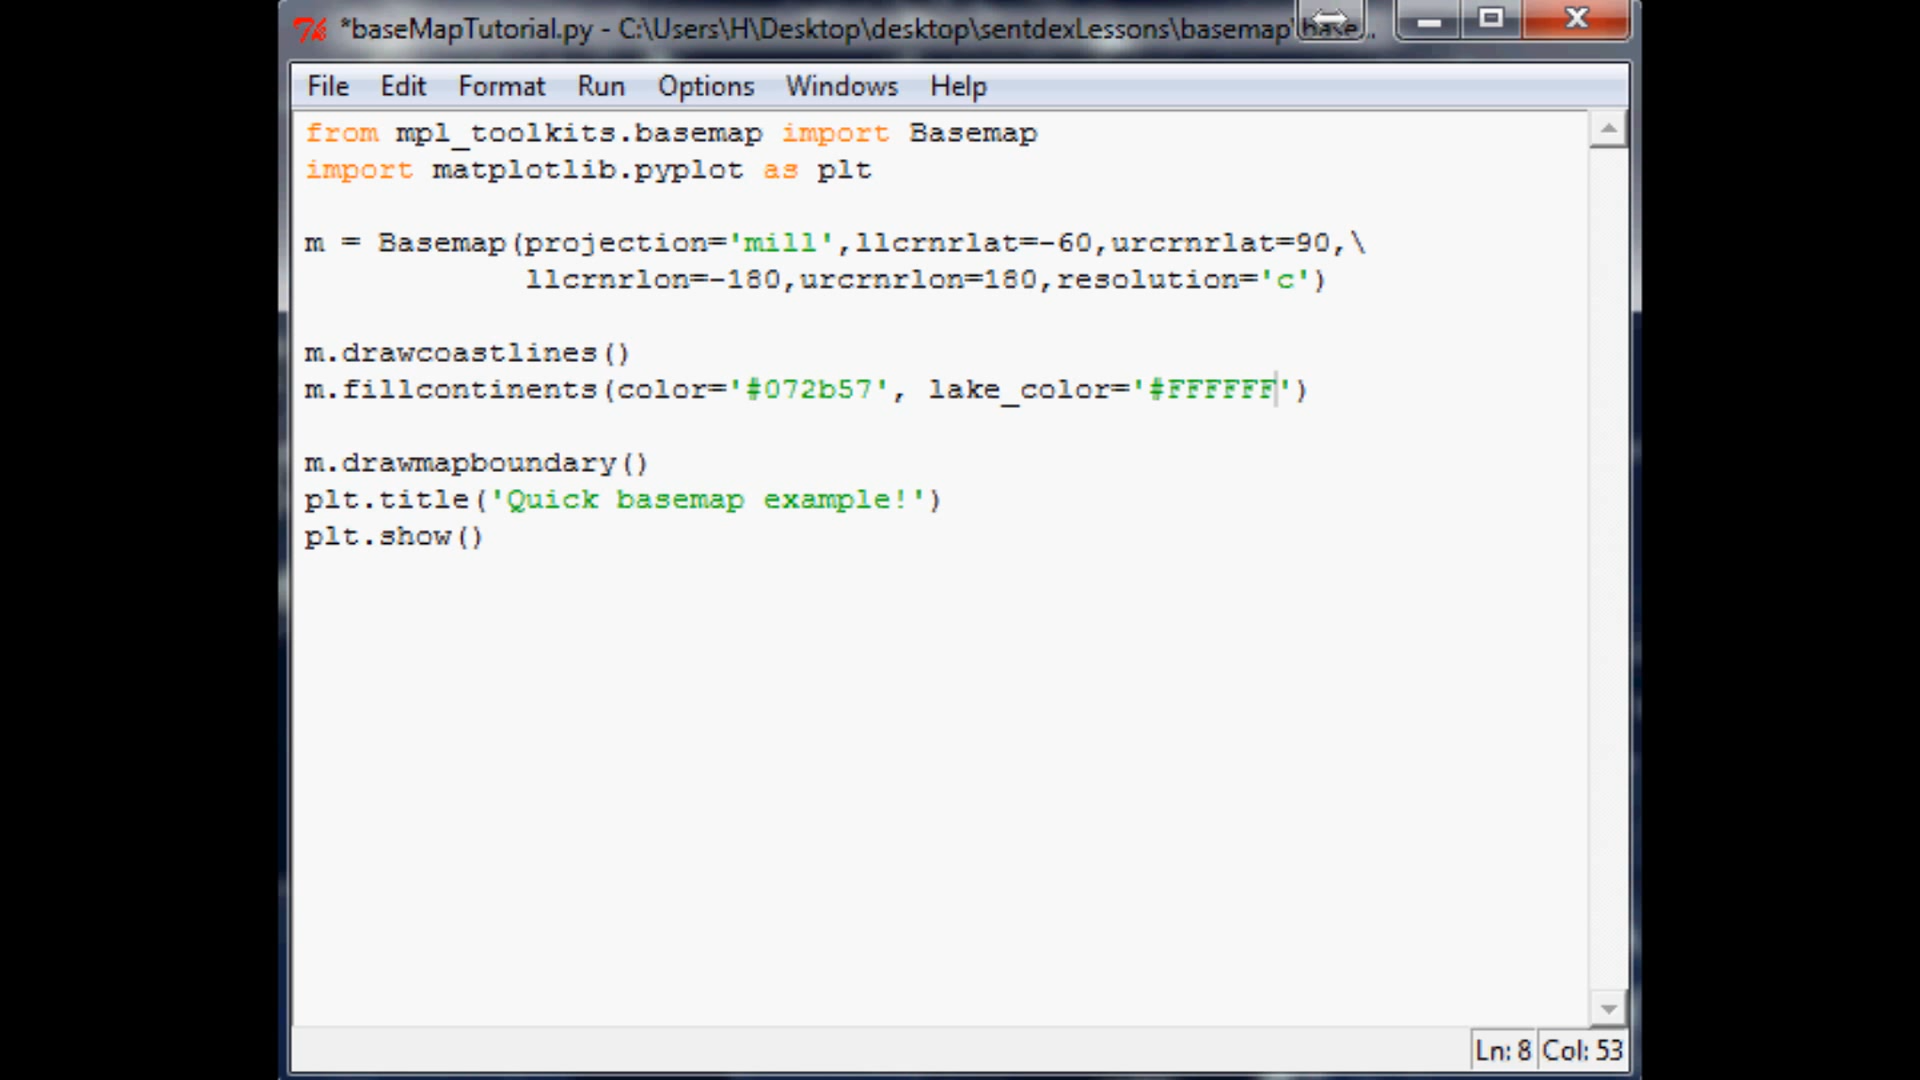 *baseMapTutorial.py - C:\Users\H\Desktop\desktop\sentdexLessons\basemap\base...
File Edit Format Run Options Windows Help
from mpl_toolkits.basemap import Basemap
import matplotlib.pyplot as plt
m = Basemap(projection='mill',llcrnrlat=-60,urcrnrlat=90,\
llcrnrlon=-180,urcrnrlon=180,resolution='c')
m.drawcoastlines()
m.fillcontinents(color='#072b57', lake_color='#FFFFFF')
m.drawmapboundary()
plt.title('Quick basemap example!')
plt.show()
Ln: 8 Col: 53